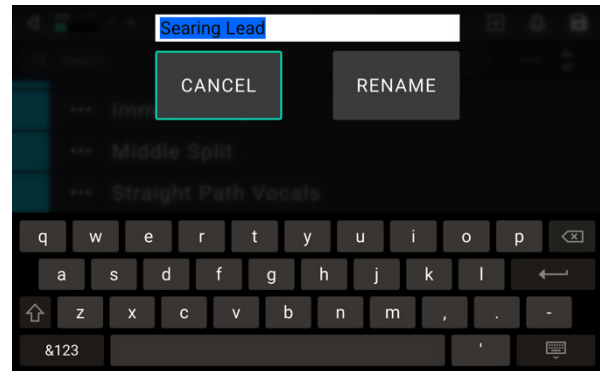 Searing Lead
CANCEL RENAME
Middle Split
Straight Path Vocals
q w e r t y u i o p
a s d f g h j k l
z x c v b n m , . -
&123 '